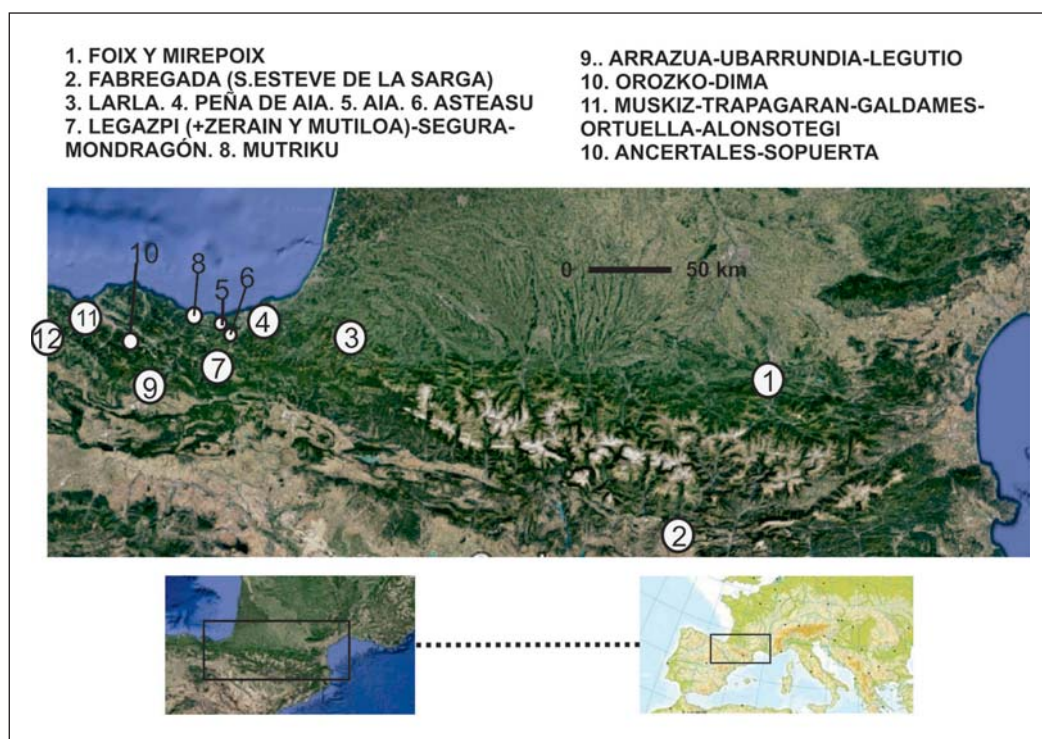 1. FOIX Y MIREPOIX
2. FABREGADA (S.ESTEVE DE LA SARGA)
3. LARLA. 4. PEÑA DE AIA. 5. AIA. 6. ASTEASU
7. LEGAZPI (+ZERAIN Y MUTILOA)-SEGURA-
MONDRAGÓN. 8. MUTRIKU
9.. ARRAZUA-UBARRUNDIA-LEGUTIO
10. OROZKO-DIMA
11. MUSKIZ-TRAPAGARAN-GALDAMES-
ORTUELLA-ALONSOTEGI
10. ANCERTALES-SOPUERTA
10
8
5
6
0 50 km
11
4
12
3
7
9
1
2